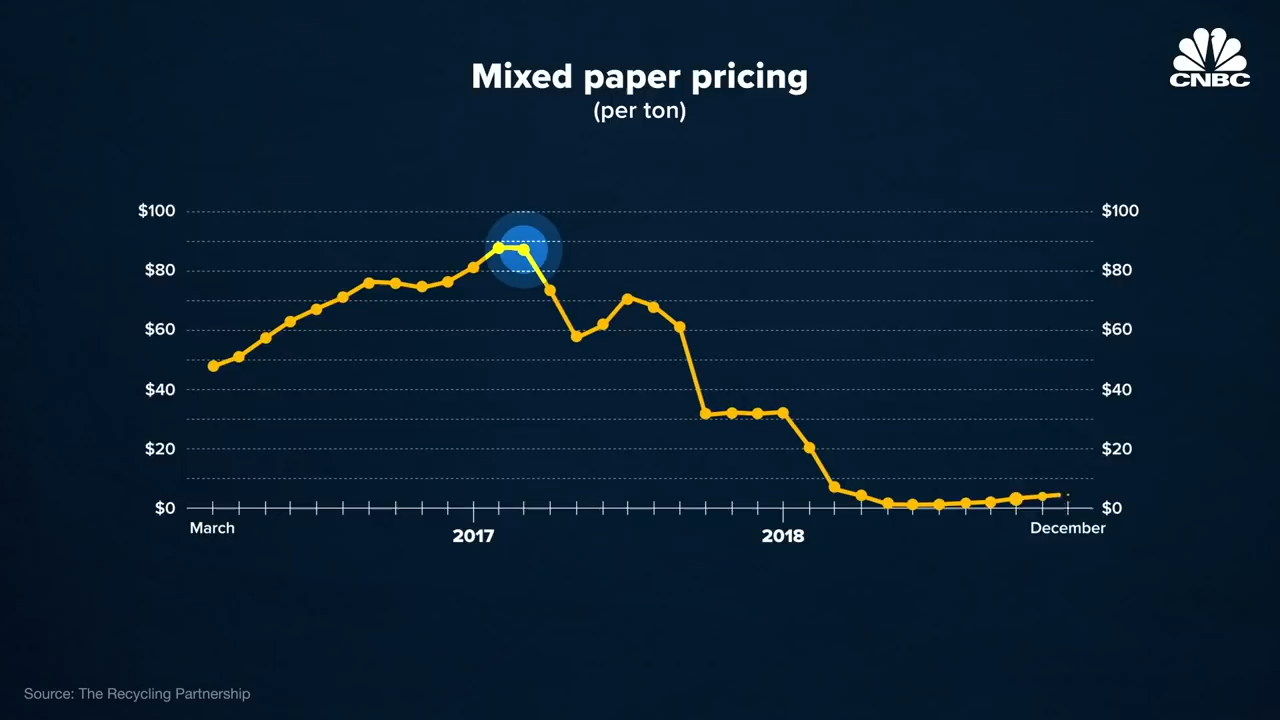 CNBC
Mixed paper pricing
(per ton)
$100 $100
$80 $80
$60 $60
$40 $40
$20 $20
$0 $0
March December
2017 2018
Source: The Recycling Partnership